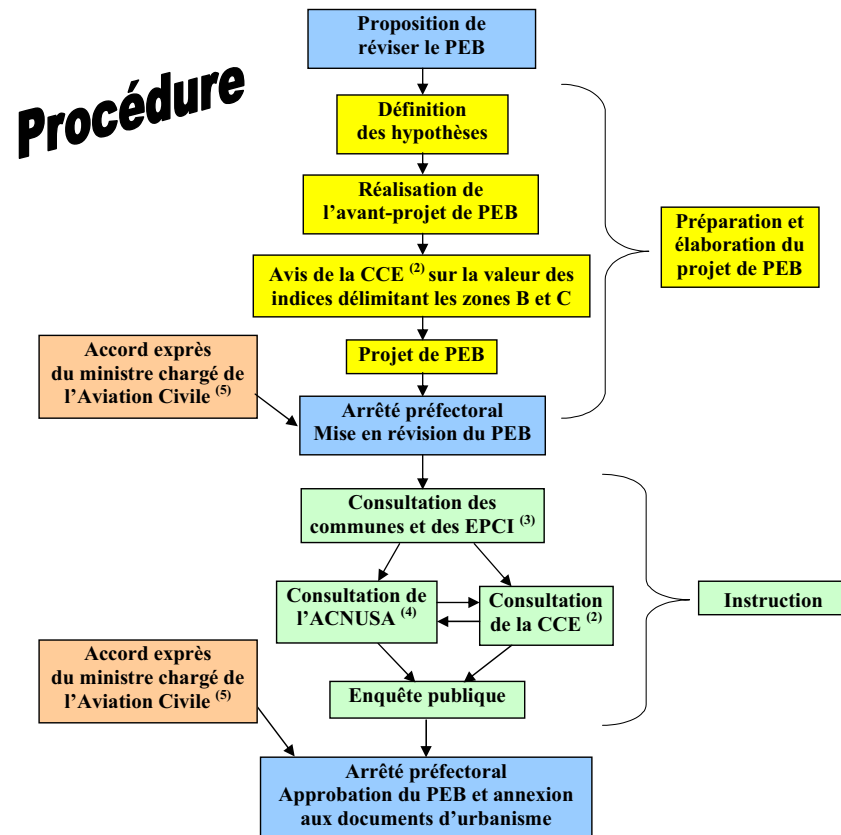 Procédure
Proposition de
réviser le PEB
Définition
des hypothèses
Réalisation de
l’avant-projet de PEB
Avis de la CCE (2) sur la valeur des
indices délimitant les zones B et C
Projet de PEB
Préparation et
élaboration du
projet de PEB
Accord exprès
du ministre chargé de
l’Aviation Civile (5)
Arrêté préfectoral
Mise en révision du PEB
Consultation des
communes et des EPCI (3)
Consultation de
l’ACNUSA (4)
Consultation
de la CCE (2)
Instruction
Enquête publique
Accord exprès
du ministre chargé de
l’Aviation Civile (5)
Arrêté préfectoral
Approbation du PEB et annexion
aux documents d’urbanisme